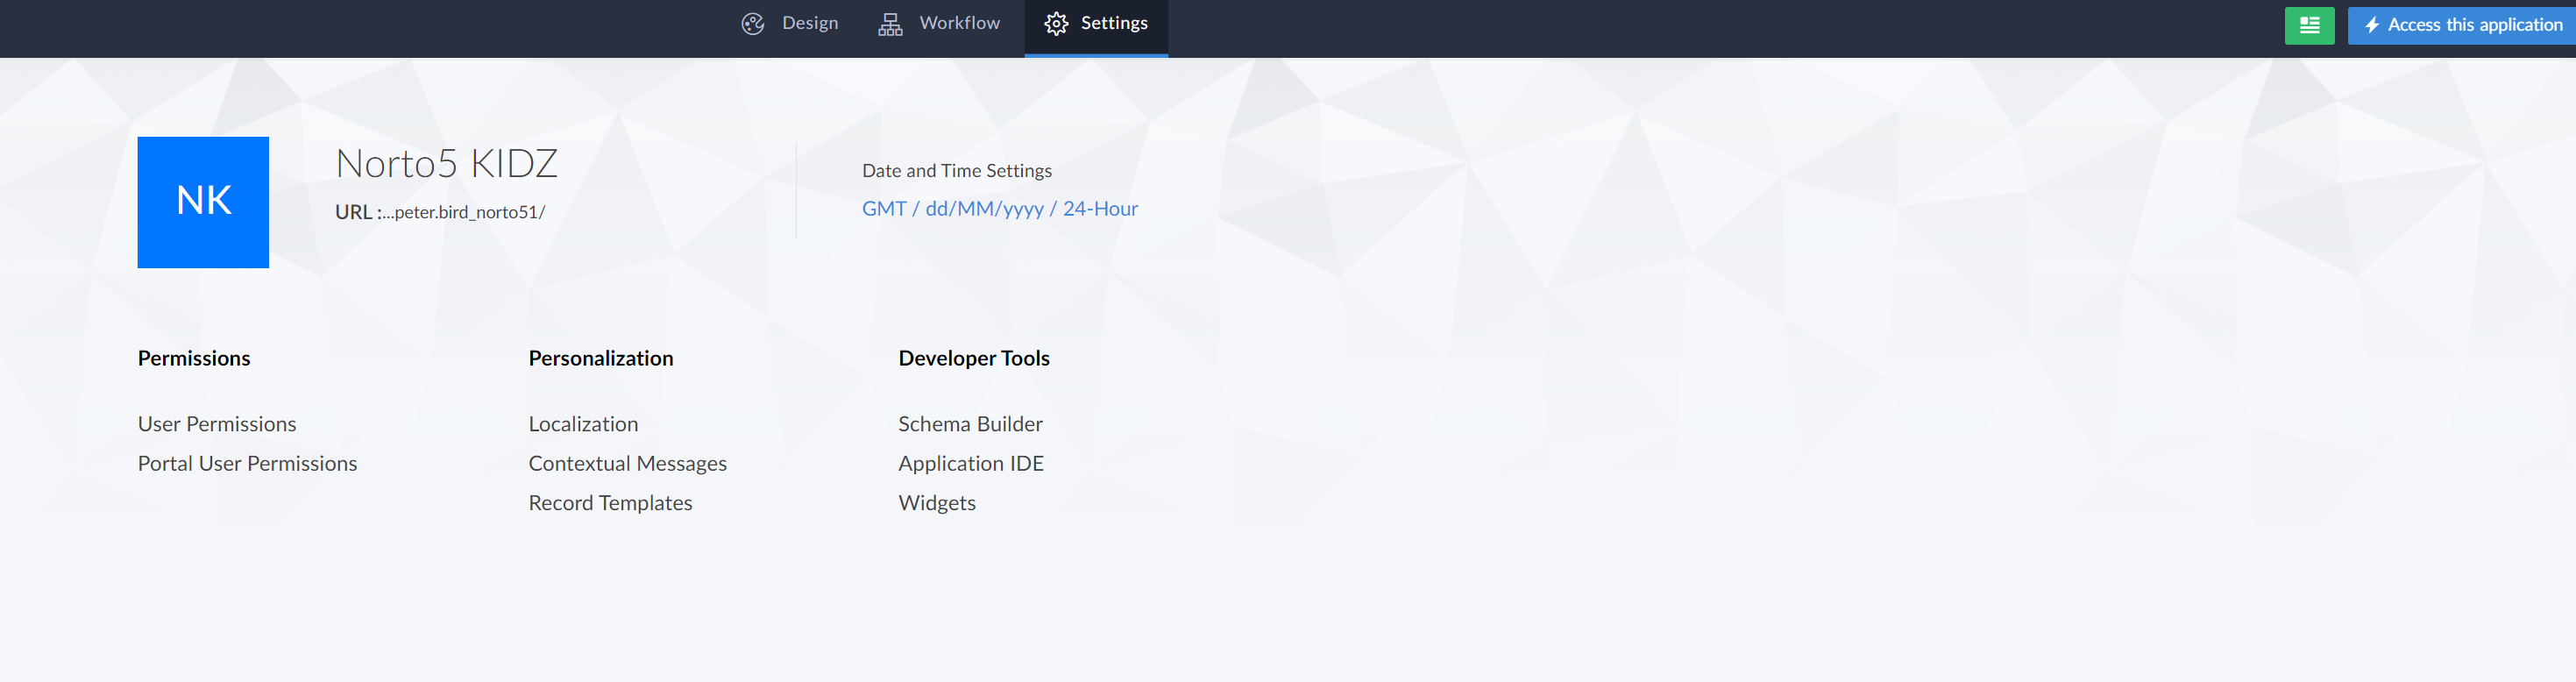 Design Workflow Settings Access this application
NK
Norto5 KIDZ
URL :...peter.bird_norto51/
Date and Time Settings
GMT / dd/MM/yyyy / 24-Hour
Permissions
User Permissions
Portal User Permissions
Personalization
Localization
Contextual Messages
Record Templates
Developer Tools
Schema Builder
Application IDE
Widgets